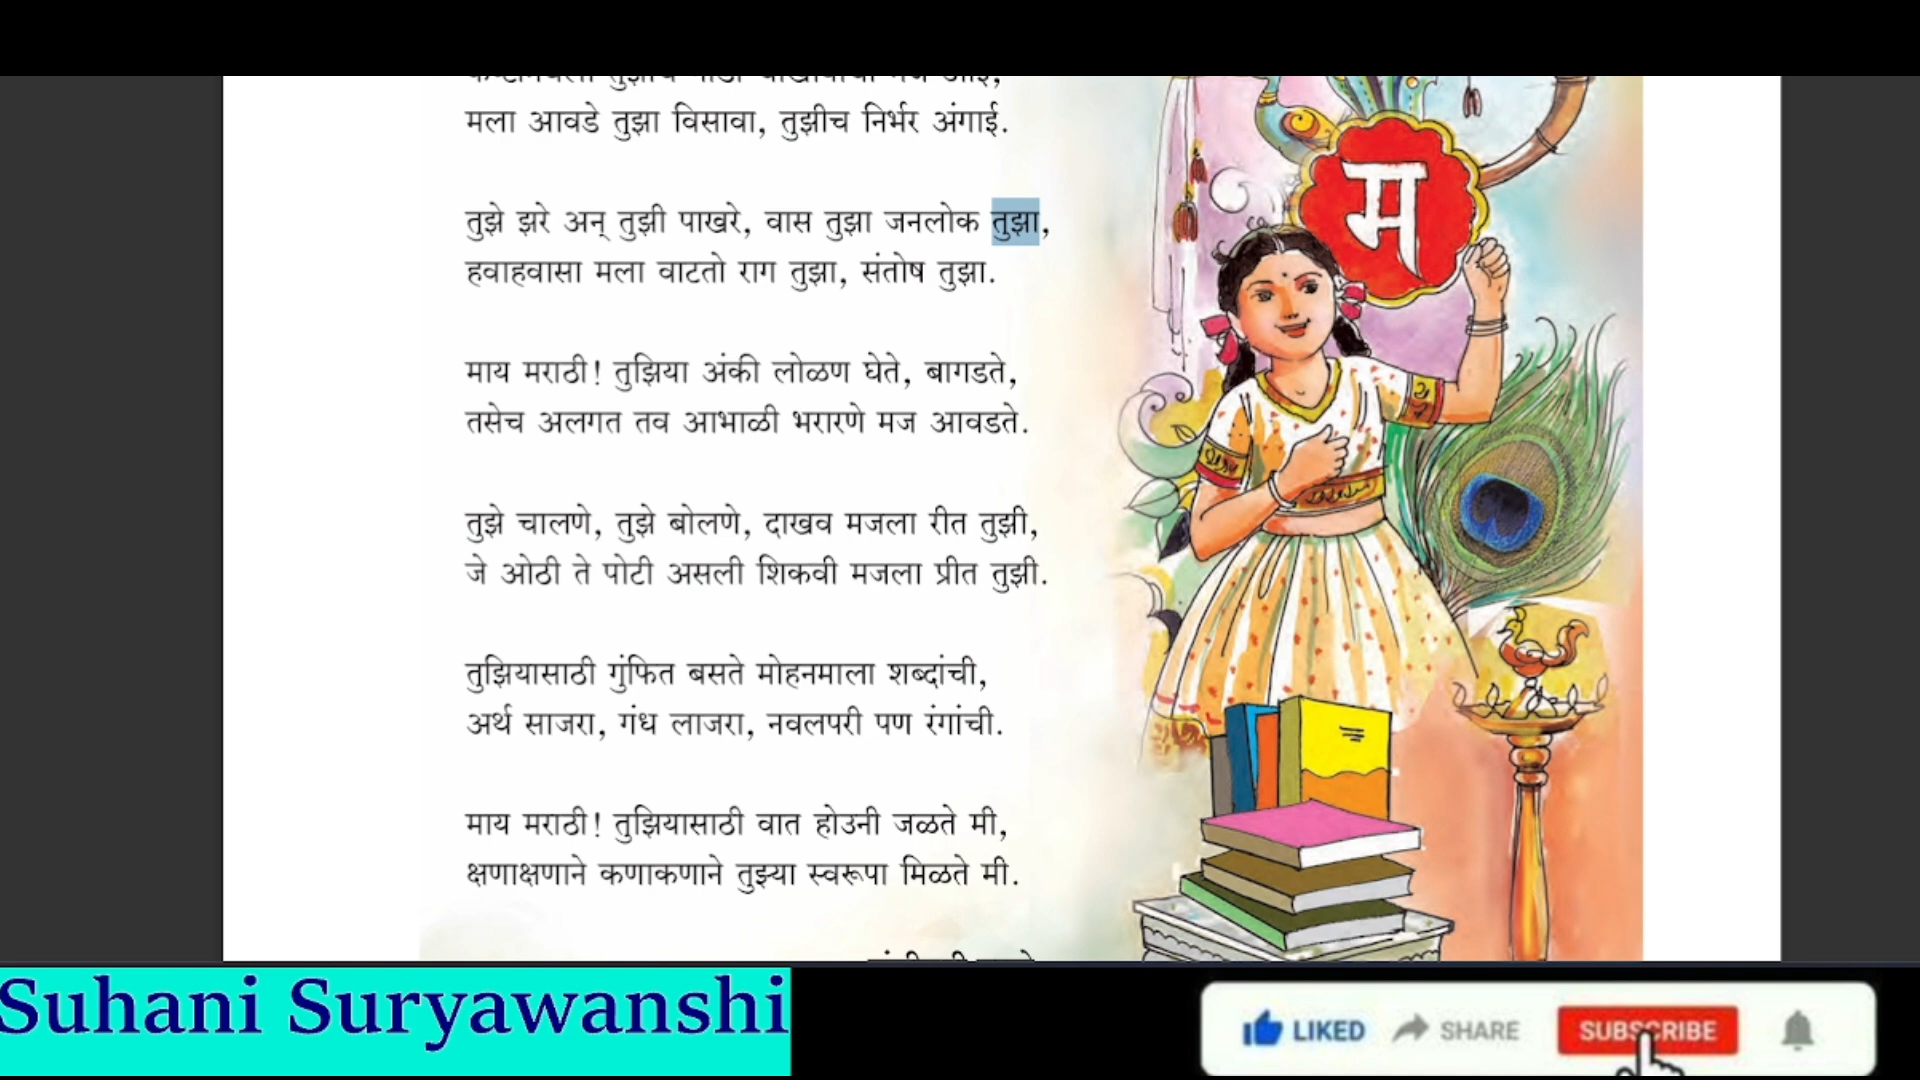 मला आवडे तुझा विसावा, तुझीच निर्भर अंगाई.
तुझे झरे अन् तुझी पाखरे, वास तुझा जनलोक तुझा,
हवाहवासा मला वाटतो राग तुझा, संतोष तुझा.
माय मराठी! तुझिया अंकी लोळण घेते, बागडते,
तसेच अलगत तव आभाळी भरारणे मज आवडते.
तुझे चालणे, तुझे बोलणे, दाखव मजला रीत तुझी,
जे ओठी ते पोटी असली शिकवी मजला प्रीत तुझी.
तुझियासाठी गुंफित बसते मोहनमाला शब्दांची,
अर्थ साजरा, गंध लाजरा, नवलपरी पण रंगांची.
माय मराठी! तुझियासाठी वात होउनी जळते मी,
क्षणाक्षणाने कणाकणाने तुझ्या स्वरूपा मिळते मी.
म
Suhani Suryawanshi
LIKED SHARE SUBSCRIBE